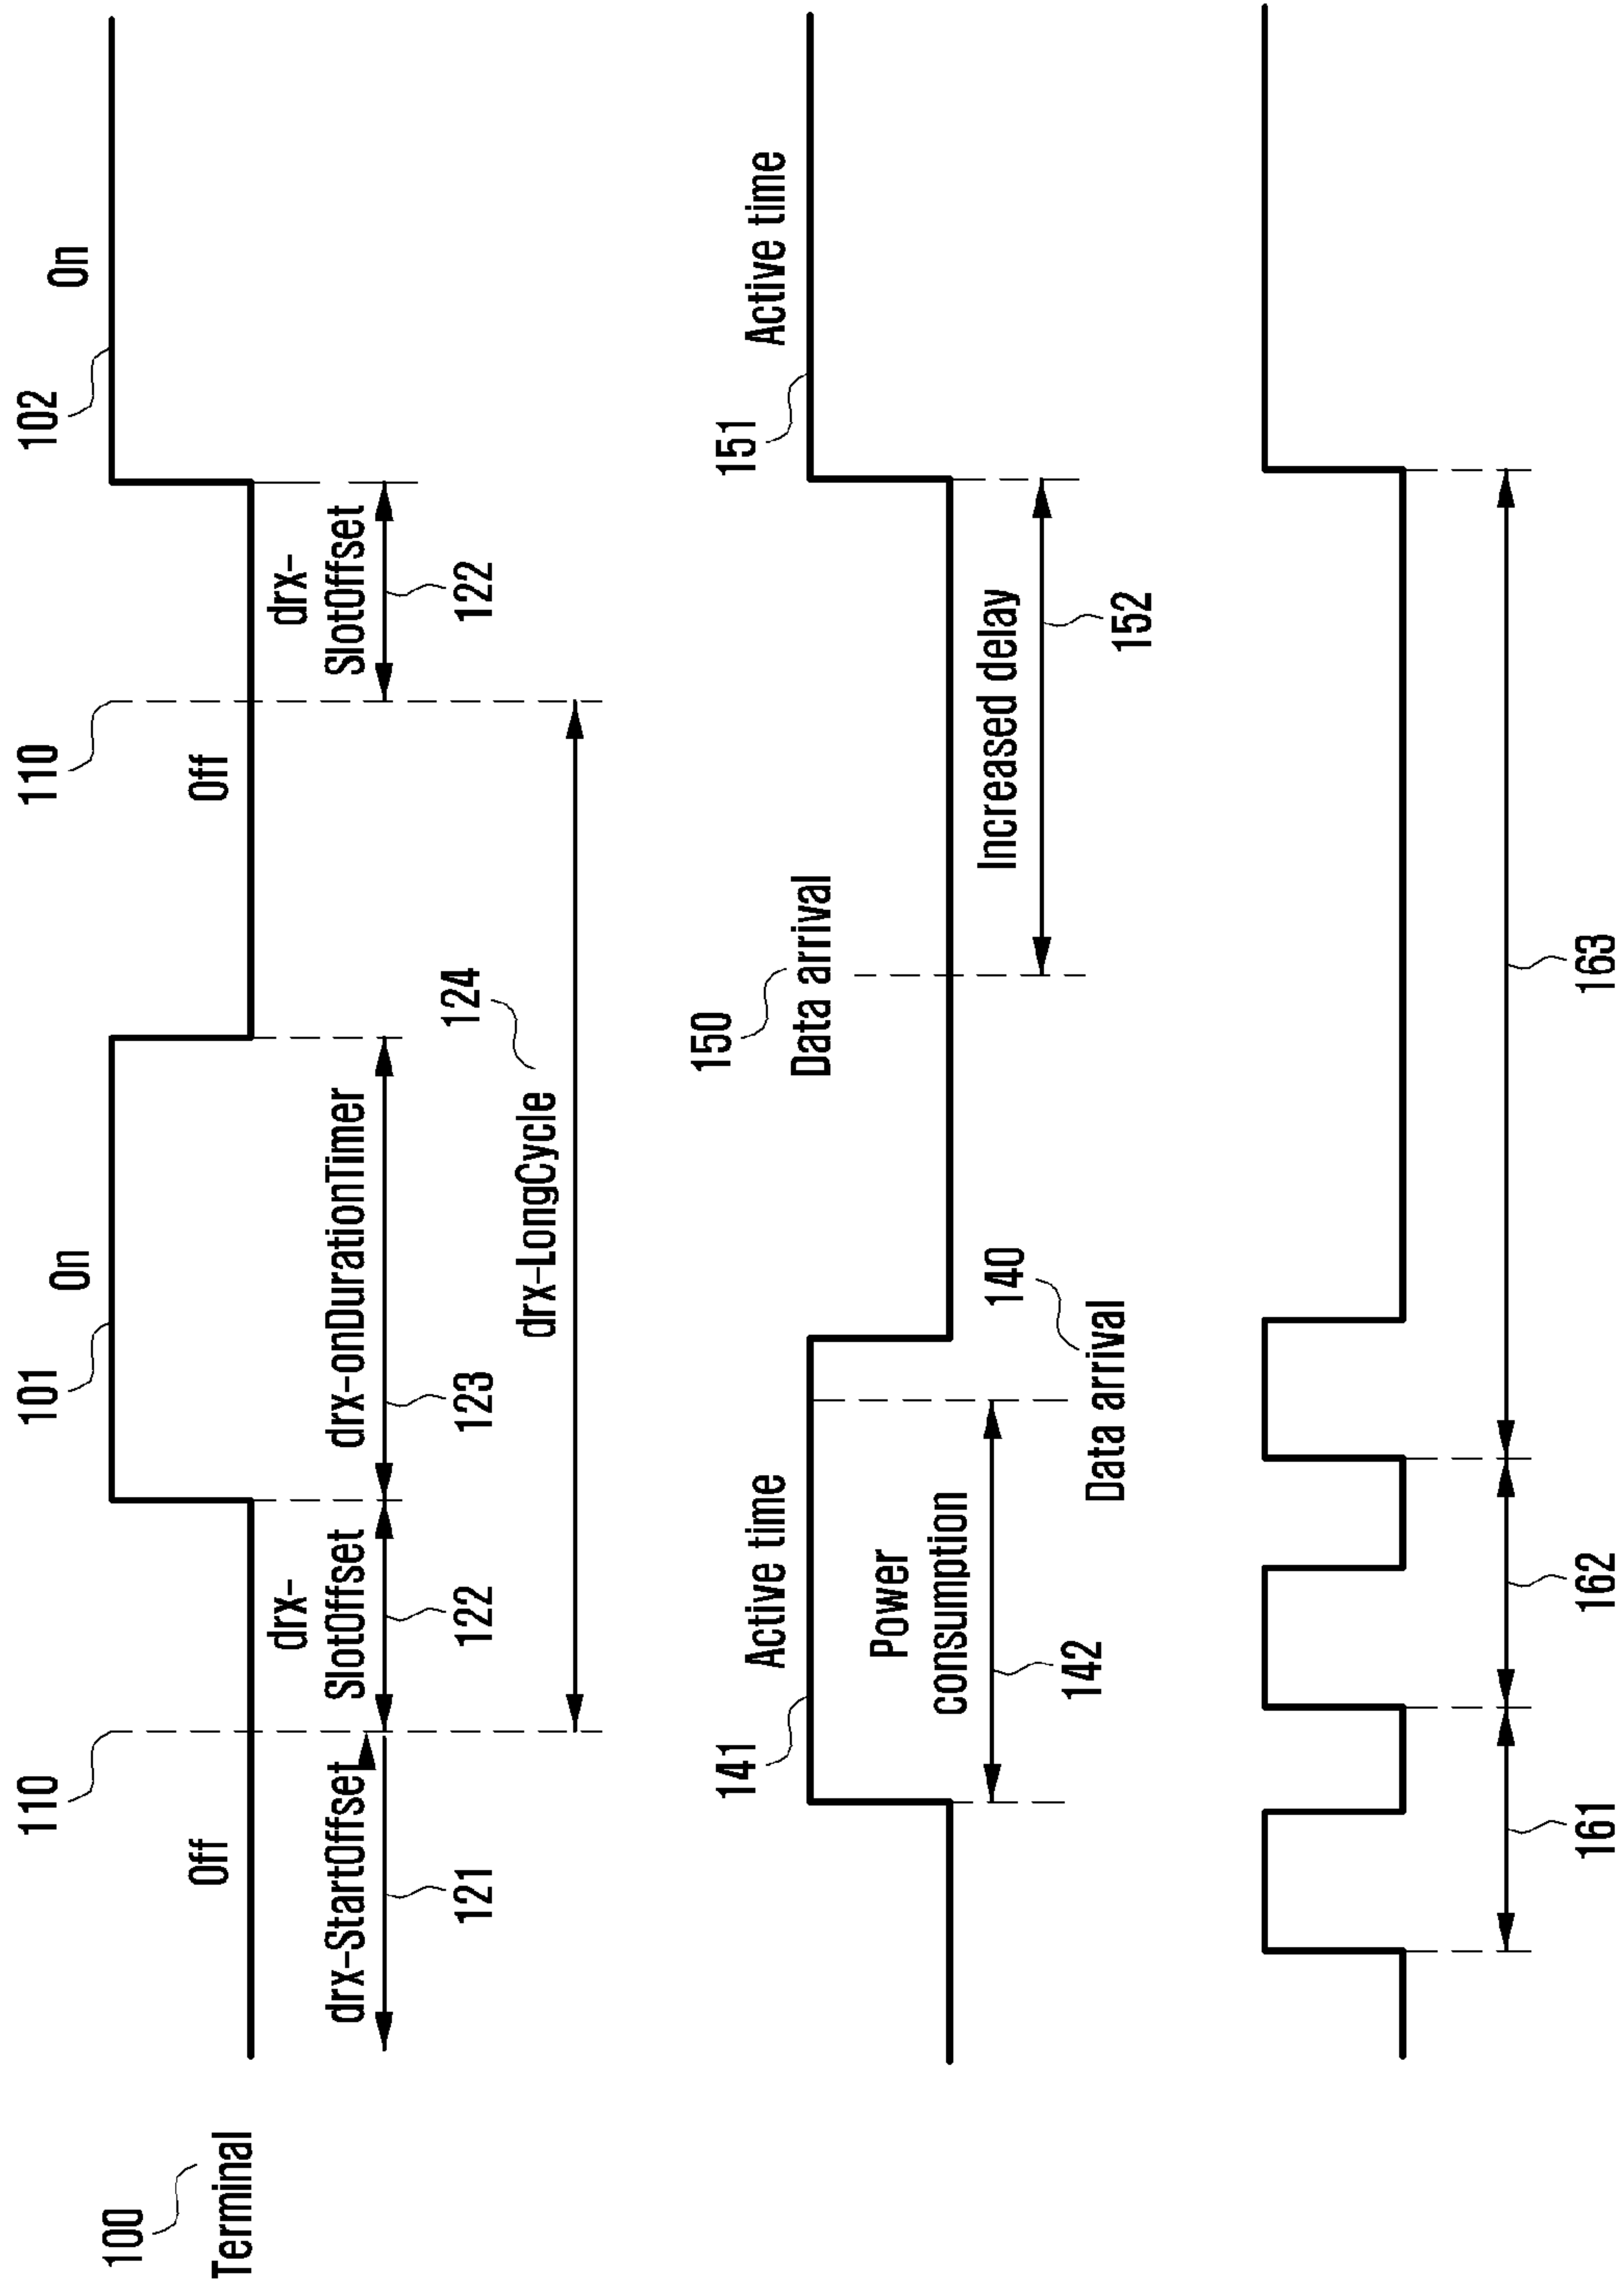 100
Terminal
110
101
110
102
Off
On
Off
On
drx-StartOffset
121
drx-
SlotOffset
122
drx-onDurationTimer
123
drx-
SlotOffset
122
124
drx-LongCycle
141
Active time
Power
consumption
142
140
Data arrival
150
Data arrival
Increased delay
152
151
Active time
161
162
163